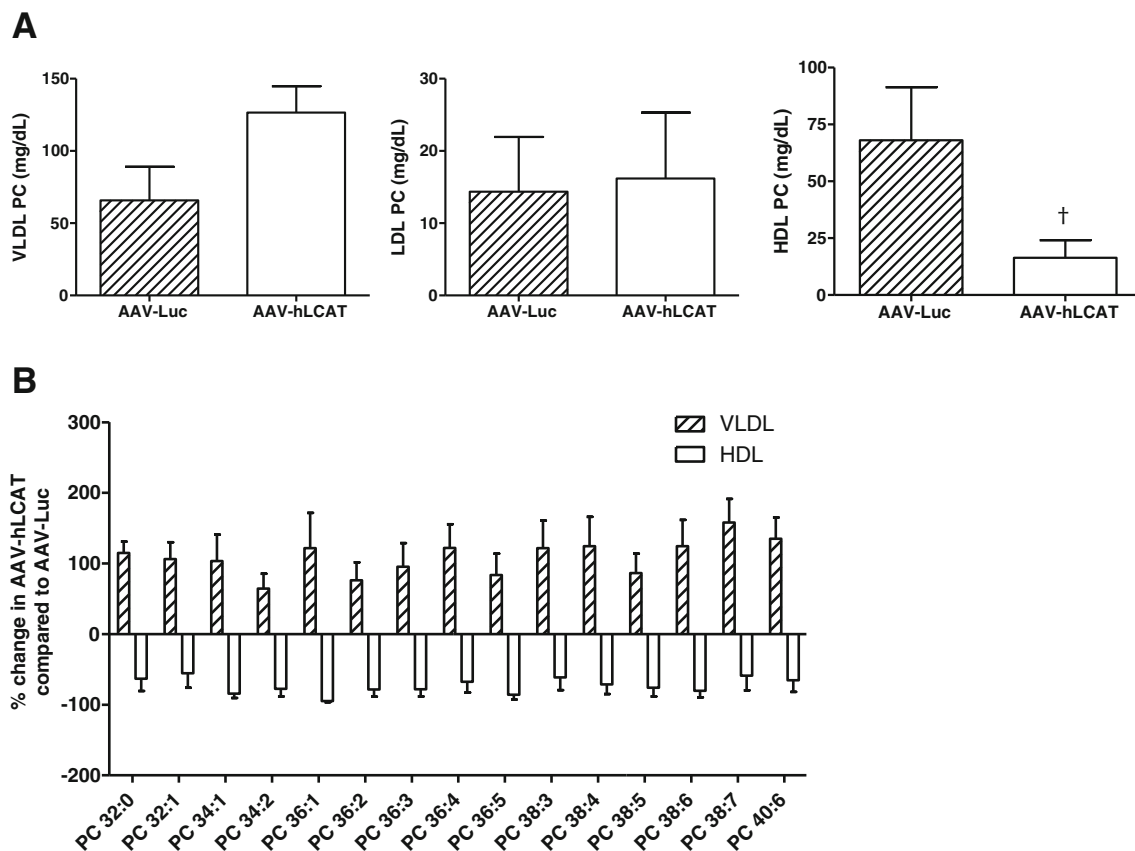 A
VLDL PC (mg/dL)
150
100
50
0
AAV-Luc AAV-hLCAT
LDL PC (mg/dL)
30
20
10
0
AAV-Luc AAV-hLCAT
HDL PC (mg/dL)
100
75
50
25
0
†
AAV-Luc AAV-hLCAT
B
% change in AAV-hLCAT
compared to AAV-Luc
300
200
100
0
-100
-200
VLDL
HDL
PC 32:0
PC 32:1
PC 34:1
PC 34:2
PC 36:1
PC 36:2
PC 36:3
PC 36:4
PC 36:5
PC 38:3
PC 38:4
PC 38:5
PC 38:6
PC 38:7
PC 40:6